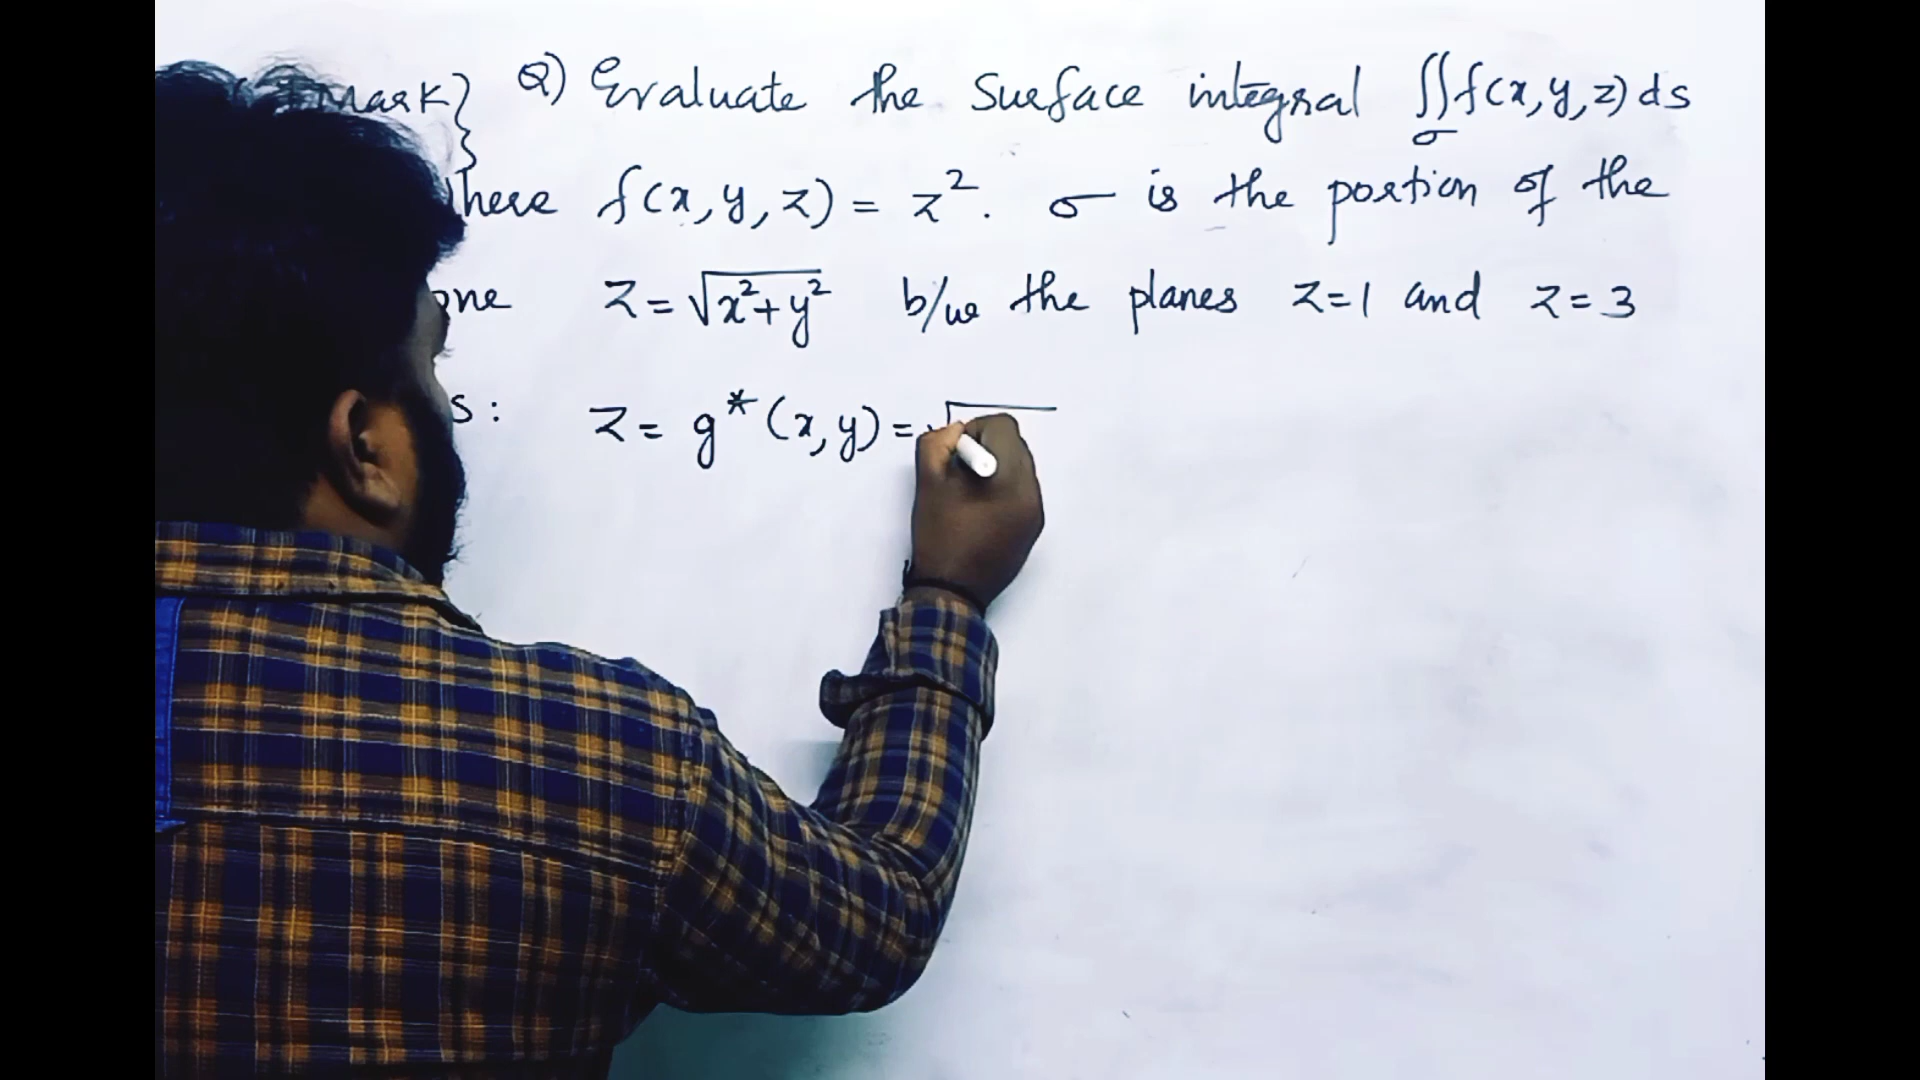 mark} Q) Evaluate the surface integral ∬σ f(x,y,z) ds
here f(x,y,z) = z². σ is the portion of the
one z = √x²+y² b/w the planes z=1 and z=3
s: z = g*(x,y) = √